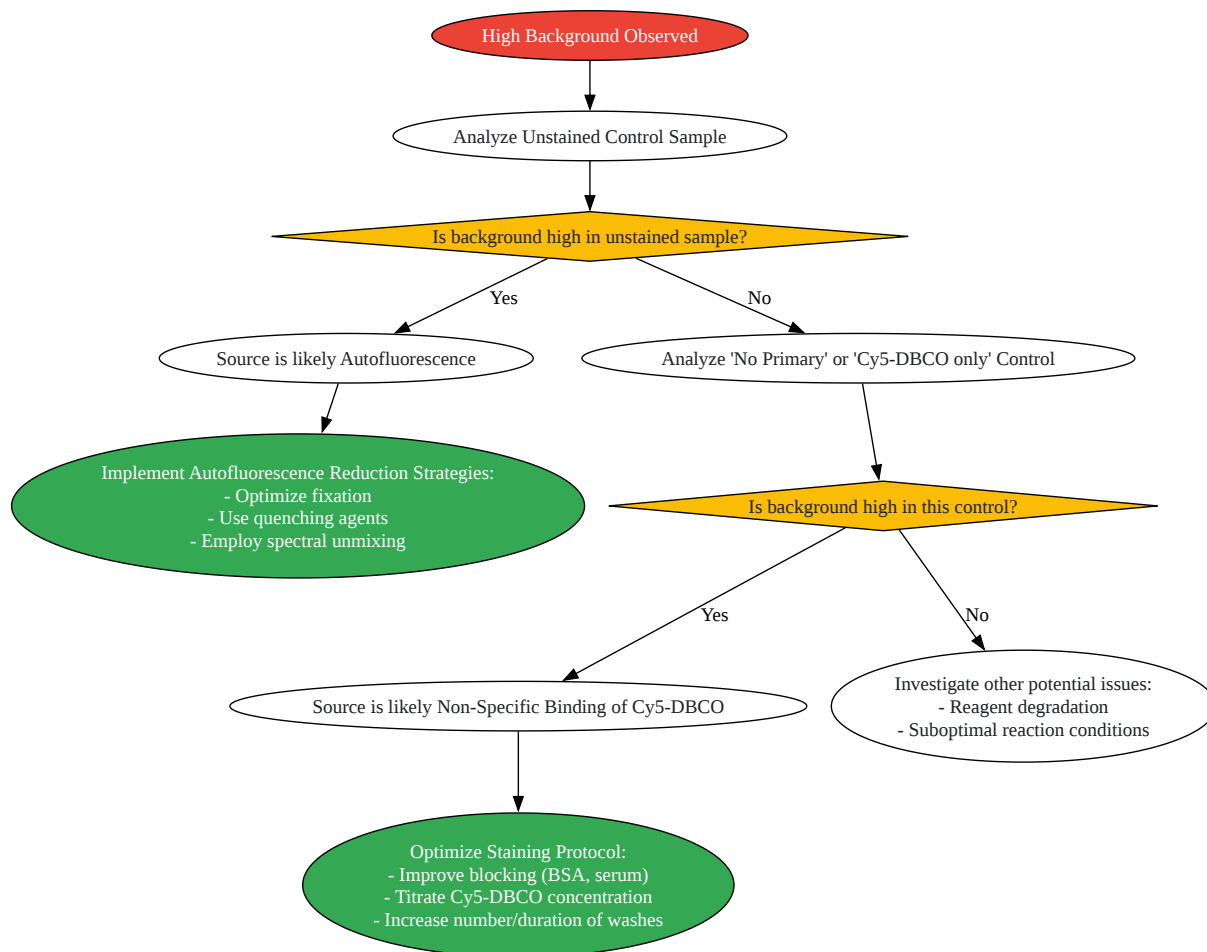 High Background Observed
Analyze Unstained Control Sample
Is background high in unstained sample?
Yes
No
Source is likely Autofluorescence
Analyze 'No Primary' or 'Cy5-DBCO only' Control
Implement Autofluorescence Reduction Strategies:
- Optimize fixation
- Use quenching agents
- Employ spectral unmixing
Is background high in this control?
Yes
No
Source is likely Non-Specific Binding of Cy5-DBCO
Investigate other potential issues:
- Reagent degradation
- Suboptimal reaction conditions
Optimize Staining Protocol:
- Improve blocking (BSA, serum)
- Titrate Cy5-DBCO concentration
- Increase number/duration of washes